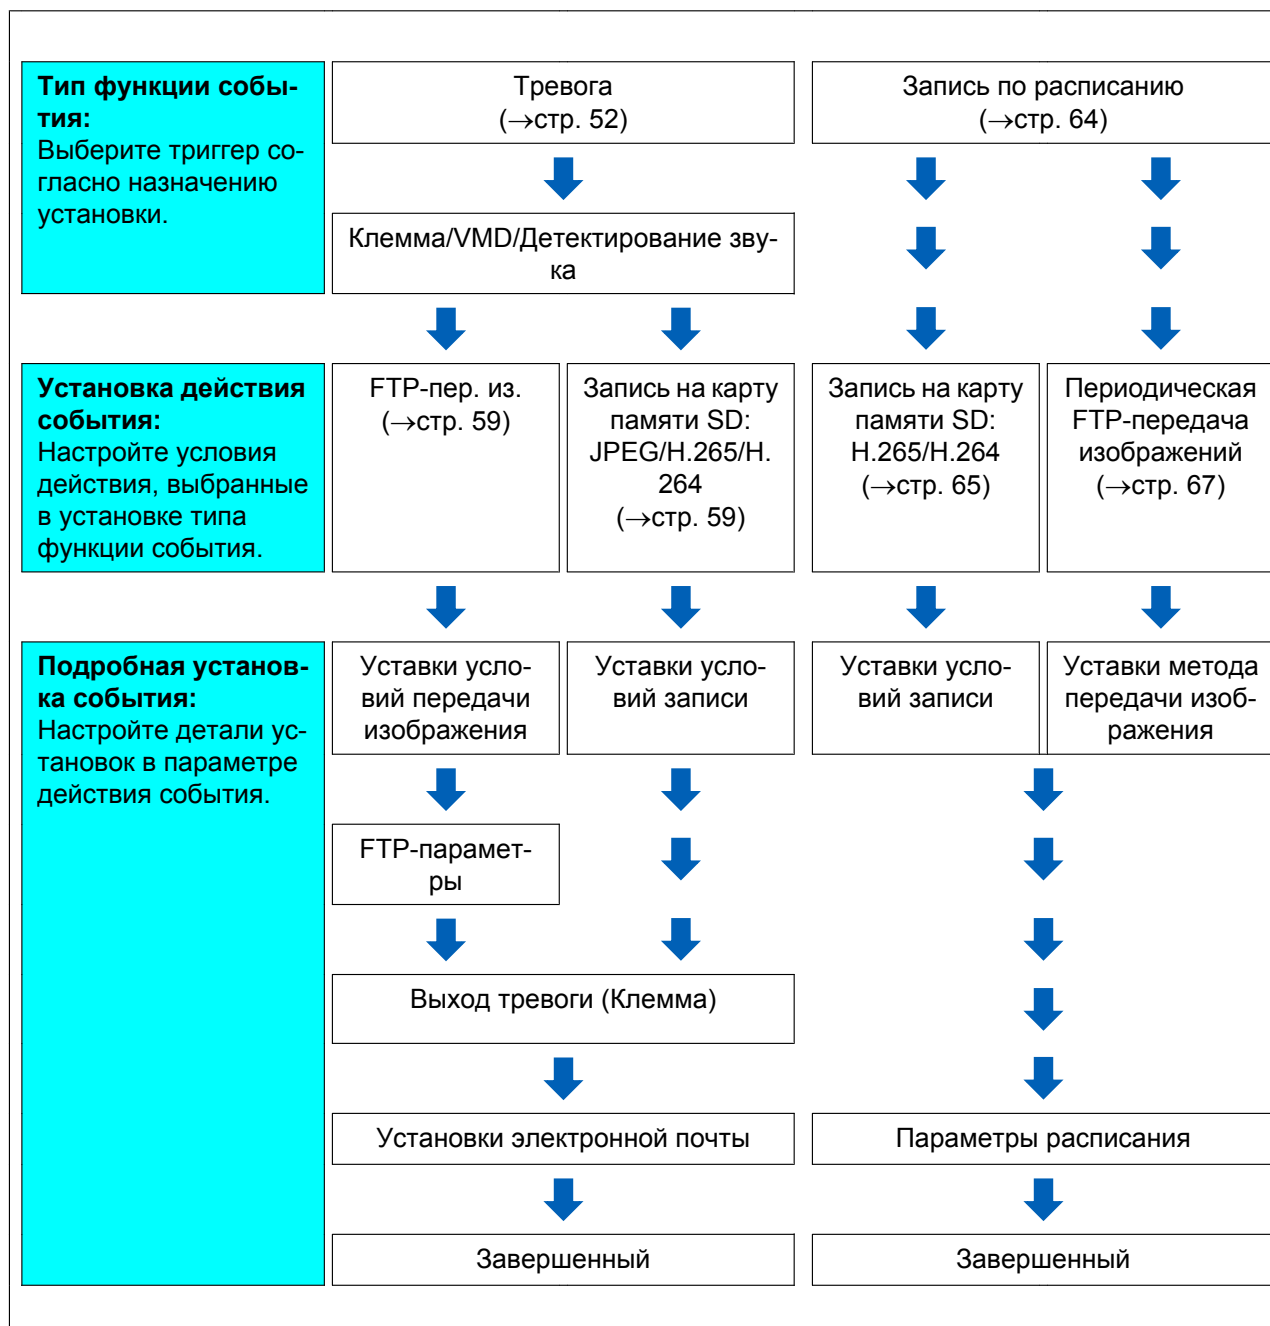 Тип функции собы-
тия:
Выберите триггер со-
гласно назначению
установки.
Тревога
(→стр. 52)
Запись по расписанию
(→стр. 64)
Клемма/VMD/Детектирование зву-
ка
Установка действия
события:
Настройте условия
действия, выбранные
в установке типа
функции события.
FTP-пер. из.
(→стр. 59)
Запись на карту
памяти SD:
JPEG/H.265/H.
264
(→стр. 59)
Запись на карту
памяти SD:
H.265/H.264
(→стр. 65)
Периодическая
FTP-передача
изображений
(→стр. 67)
Подробная установ-
ка события:
Настройте детали ус-
тановок в параметре
действия события.
Уставки усло-
вий передачи
изображения
Уставки усло-
вий записи
Уставки усло-
вий записи
Уставки метода
передачи изоб-
ражения
FTP-парамет-
ры
Выход тревоги (Клемма)
Установки электронной почты
Параметры расписания
Завершенный
Завершенный